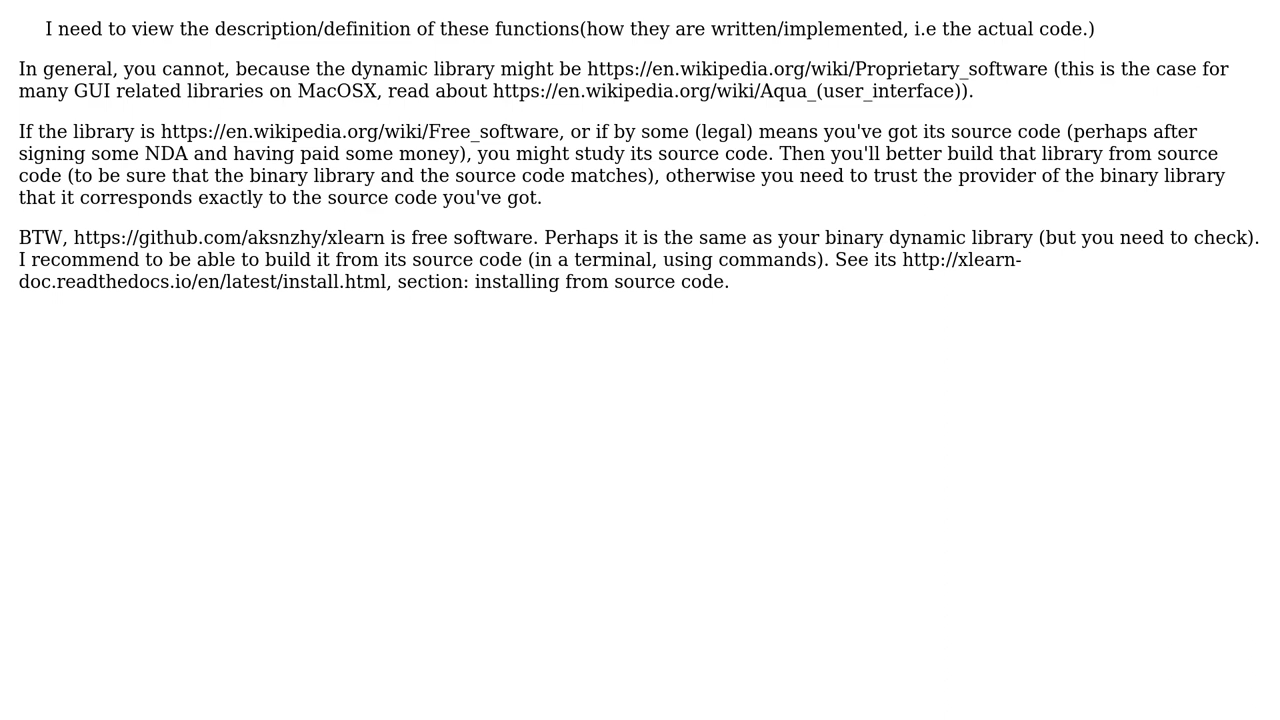 I need to view the description/definition of these functions(how they are written/implemented, i.e the actual code.)
In general, you cannot, because the dynamic library might be https://en.wikipedia.org/wiki/Proprietary_software (this is the case for
many GUI related libraries on MacOSX, read about https://en.wikipedia.org/wiki/Aqua_(user_interface)).
If the library is https://en.wikipedia.org/wiki/Free_software, or if by some (legal) means you've got its source code (perhaps after
signing some NDA and having paid some money), you might study its source code. Then you'll better build that library from source
code (to be sure that the binary library and the source code matches), otherwise you need to trust the provider of the binary library
that it corresponds exactly to the source code you've got.
BTW, https://github.com/aksnzhy/xlearn is free software. Perhaps it is the same as your binary dynamic library (but you need to check).
I recommend to be able to build it from its source code (in a terminal, using commands). See its http://xlearn-
doc.readthedocs.io/en/latest/install.html, section: installing from source code.